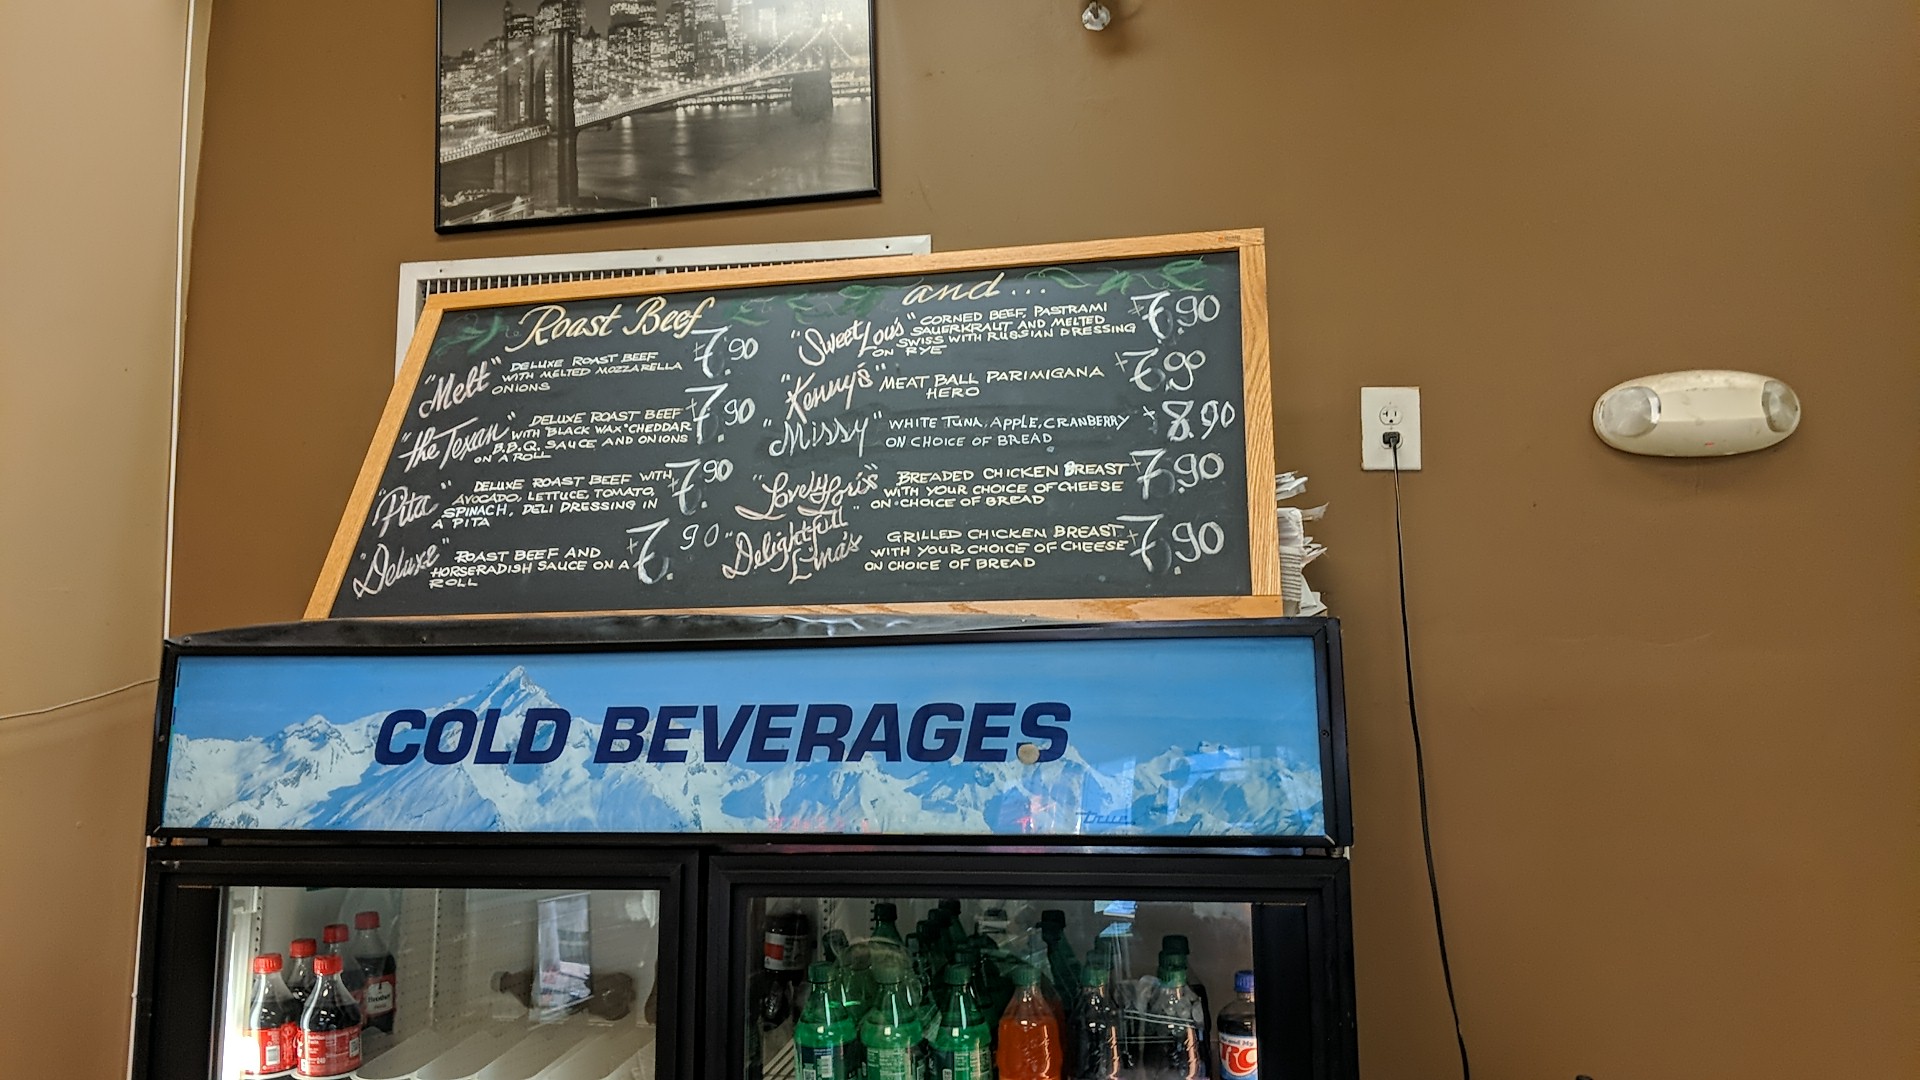 Roast Beef
"Melt" DELUXE ROAST BEEF 7.90
WITH MELTED MOZZARELLA
ONIONS
"the Texan" DELUXE ROAST BEEF 7.90
WITH "BLACK WAX" CHEDDAR
B.B.Q. SAUCE AND ONIONS
ON A ROLL
"Pita" DELUXE ROAST BEEF WITH 7.90
AVOCADO, LETTUCE, TOMATO,
SPINACH, DELI DRESSING IN
A PITA
"Deluxe" ROAST BEEF AND 7.90
HORSERADISH SAUCE ON A
ROLL
and...
"Sweet Lou's" CORNED BEEF, PASTRAMI 7.90
SAUERKRAUT AND MELTED
SWISS WITH RUSSIAN DRESSING
ON RYE
"Kenny's" MEAT BALL PARIMIGANA 7.90
HERO
"Missy" WHITE TUNA, APPLE, CRANBERRY 8.90
ON CHOICE OF BREAD
"Lovely Loris" BREADED CHICKEN BREAST 7.90
WITH YOUR CHOICE OF CHEESE
ON CHOICE OF BREAD
"Delightfull Lina's" GRILLED CHICKEN BREAST 7.90
WITH YOUR CHOICE OF CHEESE
ON CHOICE OF BREAD
COLD BEVERAGES
true
RC